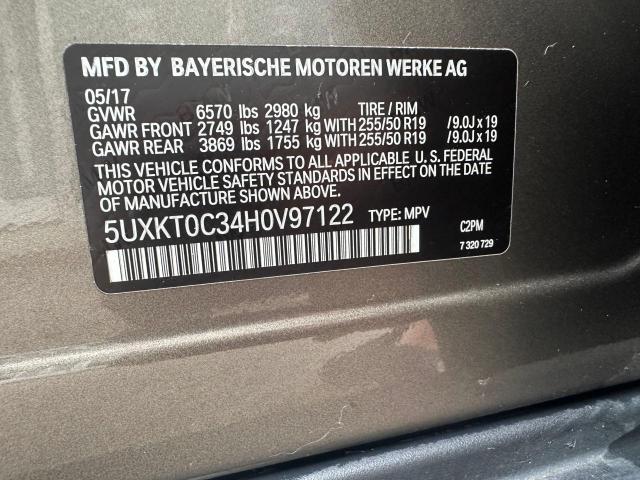 MFD BY BAYERISCHE MOTOREN WERKE AG
05/17
GVWR 6570 lbs 2980 kg TIRE / RIM
GAWR FRONT 2749 lbs 1247 kg WITH 255/50 R19 /9.0J x 19
GAWR REAR 3869 lbs 1755 kg WITH 255/50 R19 /9.0J x 19
THIS VEHICLE CONFORMS TO ALL APPLICABLE U. S. FEDERAL
MOTOR VEHICLE SAFETY STANDARDS IN EFFECT ON THE DATE
OF MANUFACTURE SHOWN ABOVE.
5UXKT0C34H0V97122 TYPE: MPV C2PM
7 320 729